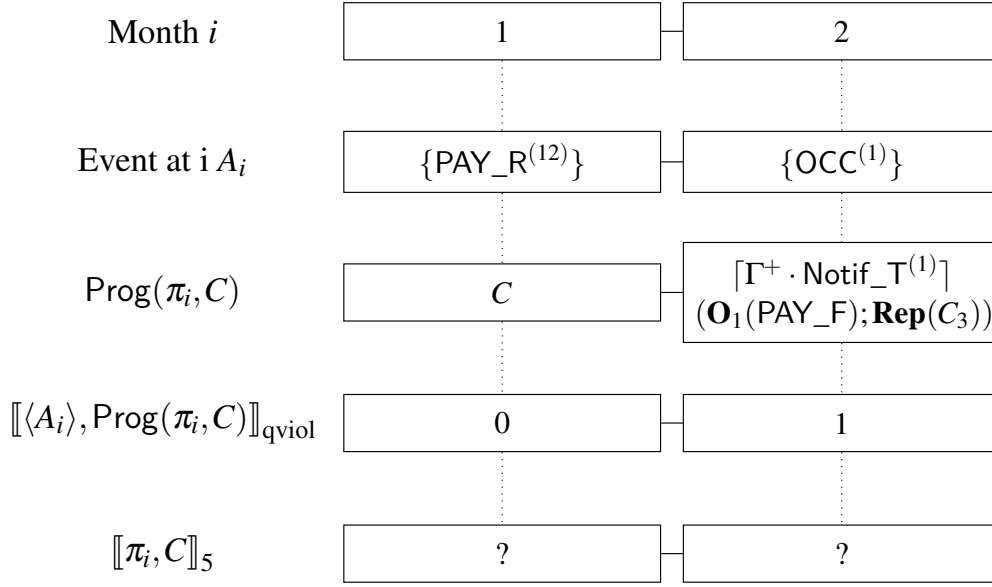 Month i 1 2
Event at i A_i {PAY_R^(12)} {OCC^(1)}
Prog(π_i, C) C ⌈Γ^+ · Notif_T^(1)⌉
(O_1(PAY_F); Rep(C_3))
⟦⟨A_i⟩, Prog(π_i, C)⟧_qviol 0 1
⟦π_i, C⟧_5 ? ?